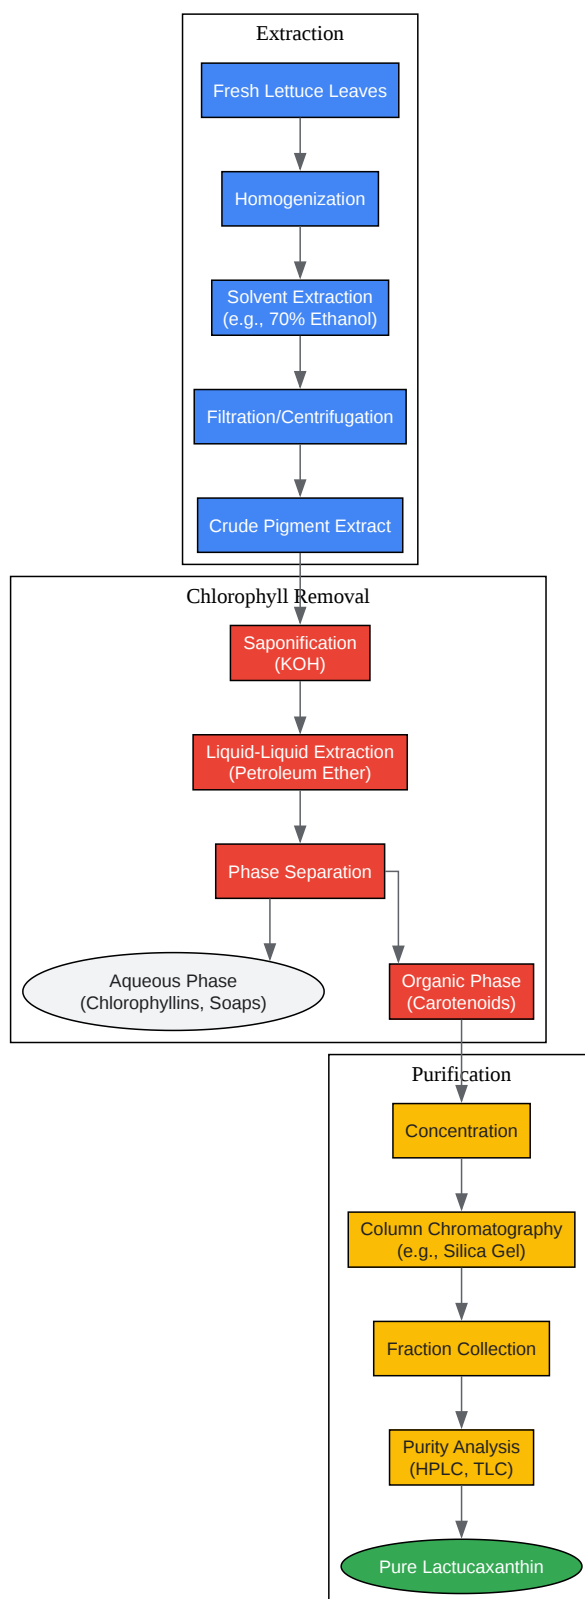 Extraction
Fresh Lettuce Leaves
Homogenization
Solvent Extraction
(e.g., 70% Ethanol)
Filtration/Centrifugation
Crude Pigment Extract
Chlorophyll Removal
Saponification
(KOH)
Liquid-Liquid Extraction
(Petroleum Ether)
Phase Separation
Aqueous Phase
(Chlorophyllins, Soaps)
Organic Phase
(Carotenoids)
Purification
Concentration
Column Chromatography
(e.g., Silica Gel)
Fraction Collection
Purity Analysis
(HPLC, TLC)
Pure Lactucaxanthin